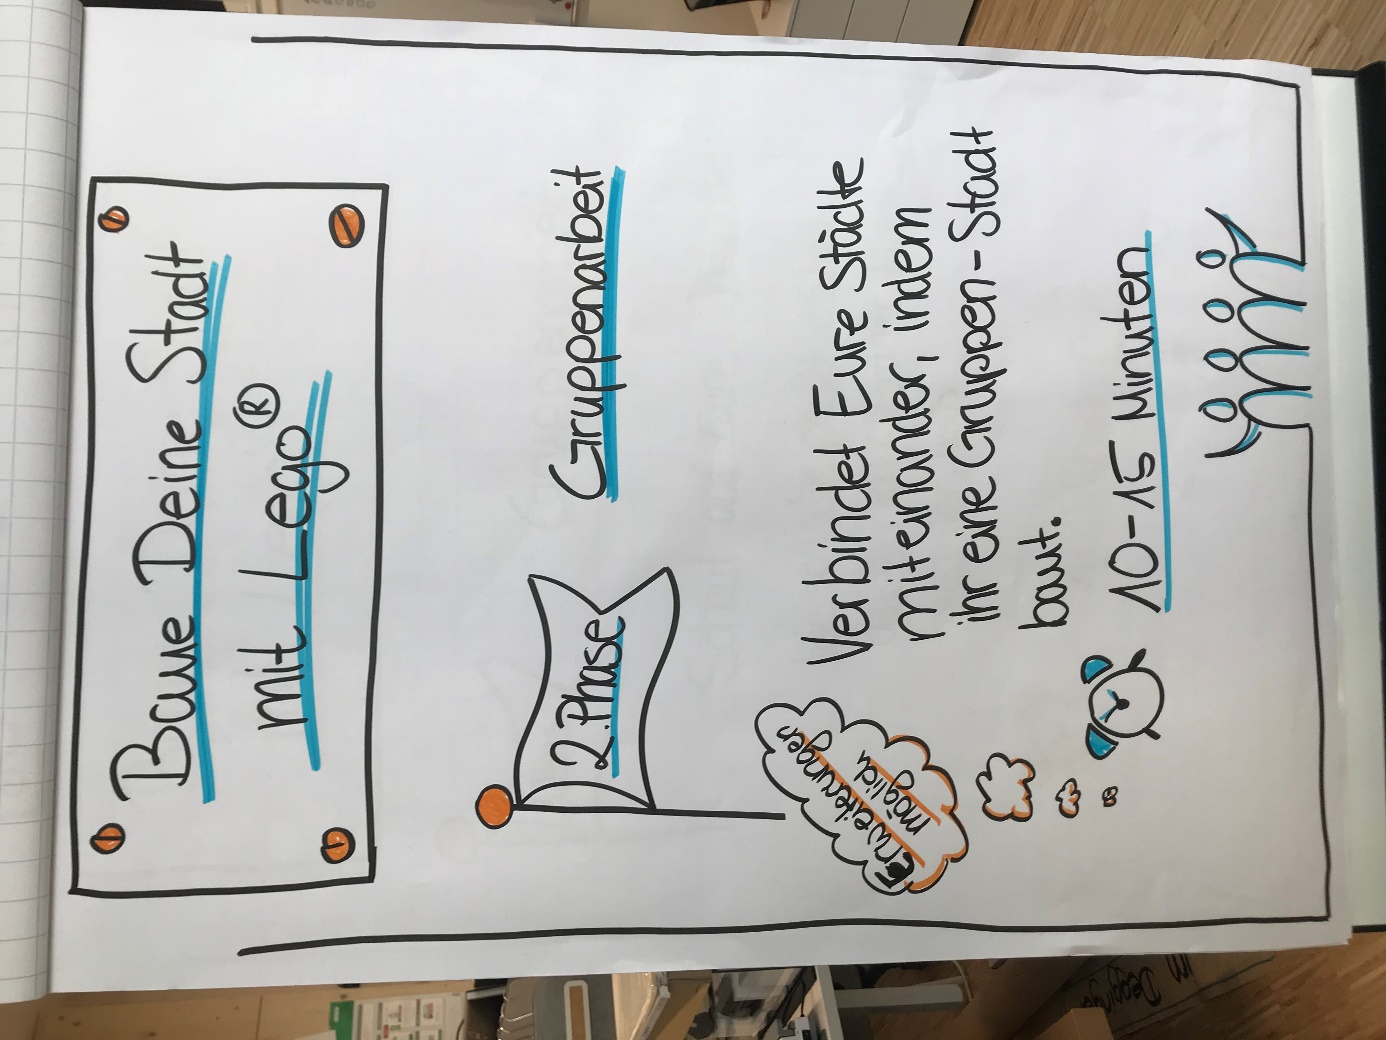 Baue Deine Stadt
mit Lego®
2. Phase
Gruppenarbeit
Erweiterungen
möglich
Verbindet Eure Städte
miteinander, indem
ihr eine Gruppen-Stadt
baut.
10-15 Minuten